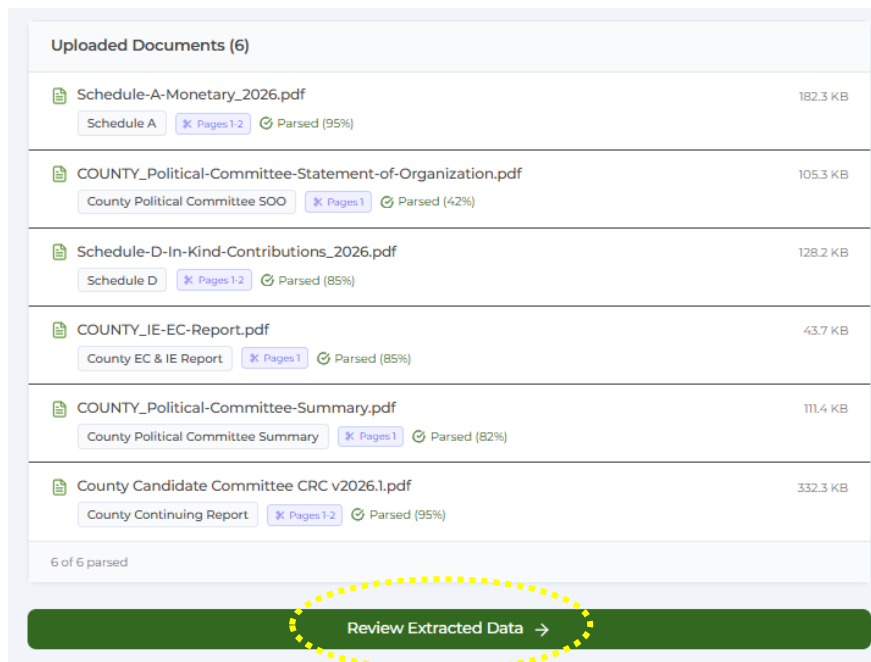 Uploaded Documents (6)
Schedule-A-Monetary_2026.pdf 182.3 KB
Schedule A Pages 1-2 Parsed (95%)
COUNTY_Political-Committee-Statement-of-Organization.pdf 105.3 KB
County Political Committee SOO Pages 1 Parsed (42%)
Schedule-D-In-Kind-Contributions_2026.pdf 128.2 KB
Schedule D Pages 1-2 Parsed (85%)
COUNTY_IE-EC-Report.pdf 43.7 KB
County EC & IE Report Pages 1 Parsed (85%)
COUNTY_Political-Committee-Summary.pdf 111.4 KB
County Political Committee Summary Pages 1 Parsed (82%)
County Candidate Committee CRC v2026.1.pdf 332.3 KB
County Continuing Report Pages 1-2 Parsed (95%)
6 of 6 parsed
Review Extracted Data →